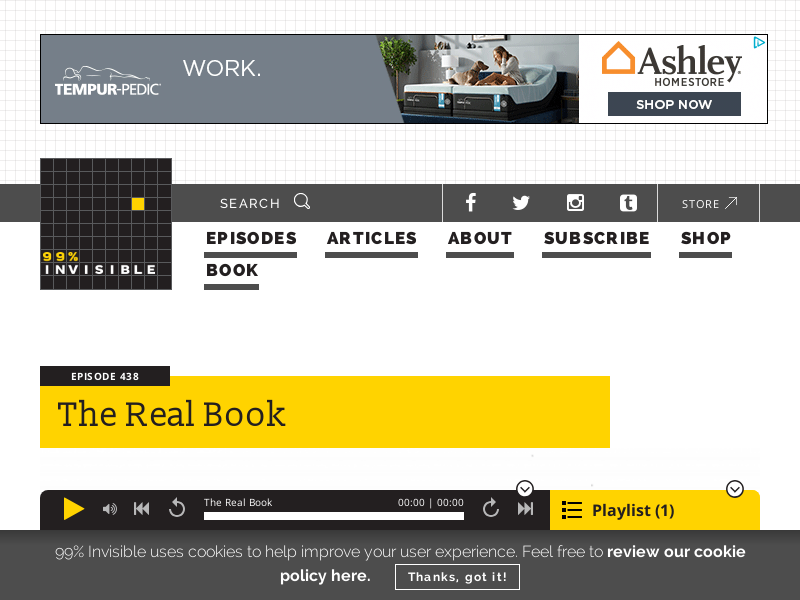 TEMPUR-PEDIC
WORK.
Ashley
HOMESTORE
SHOP NOW
SEARCH
STORE
99%
INVISIBLE
EPISODES ARTICLES ABOUT SUBSCRIBE SHOP
BOOK
EPISODE 438
The Real Book
The Real Book 00:00 | 00:00
Playlist (1)
99% Invisible uses cookies to help improve your user experience. Feel free to review our cookie
policy here. Thanks, got it!